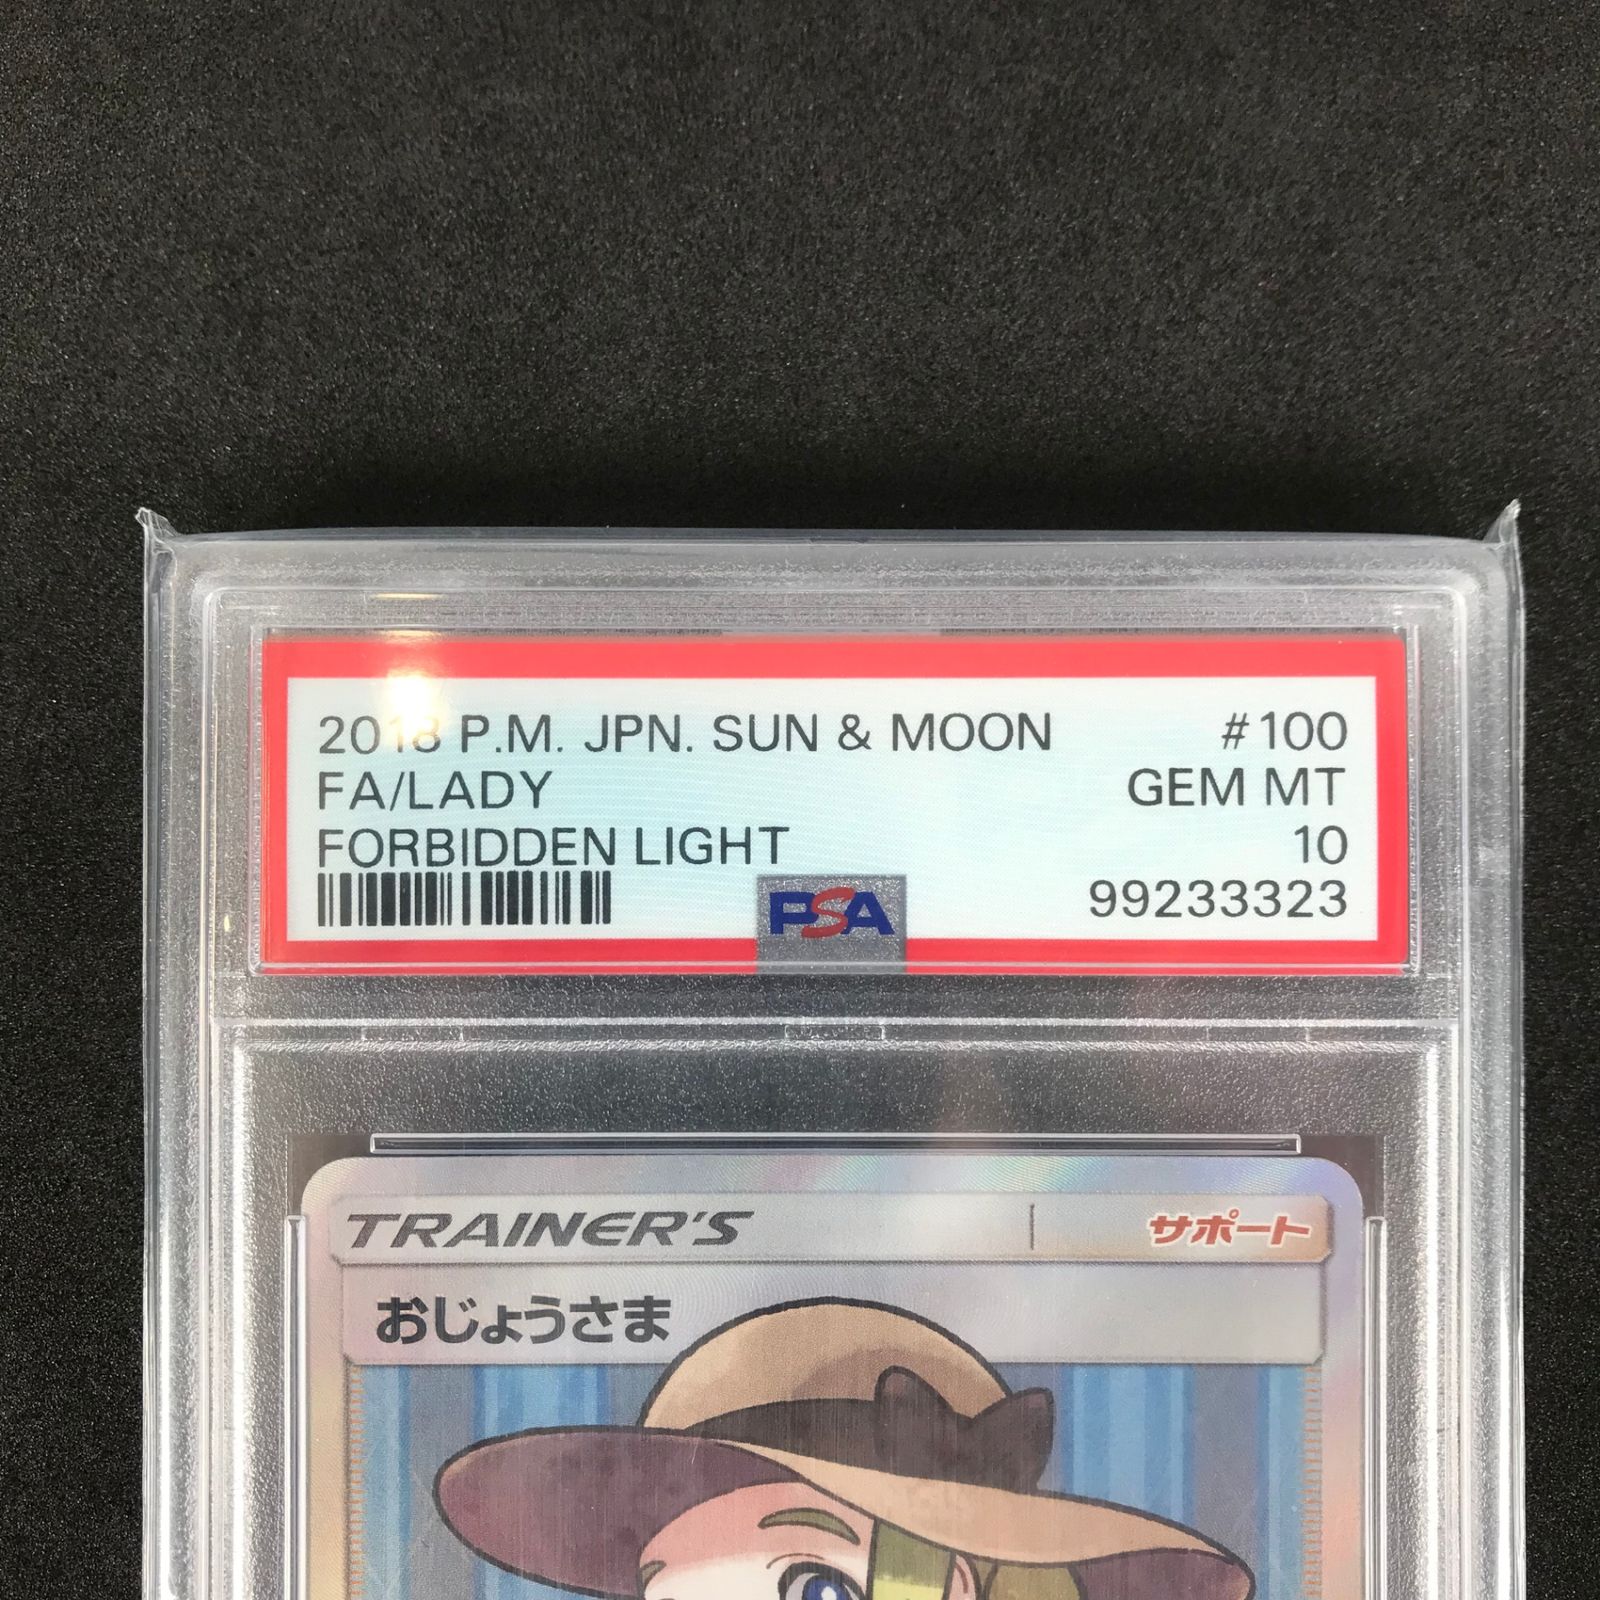 2018 P.M. JPN. SUN & MOON #100
FA/LADY GEM MT
FORBIDDEN LIGHT 10
PSA 99233323
TRAINER'S サポート
おじょうさま